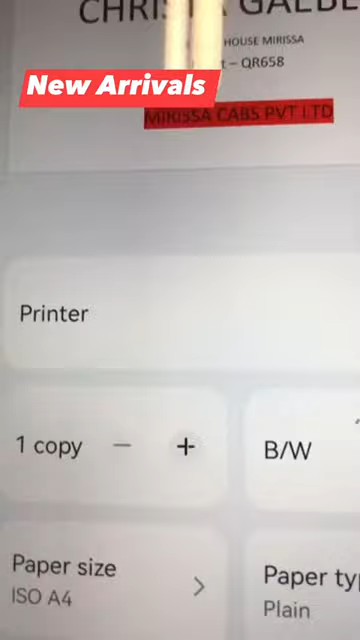 HOUSE MIRISSA
– QR658
New Arrivals
MIRISSA CABS PVT LTD
Printer
1 copy − +
B/W
Paper size
ISO A4
Plain